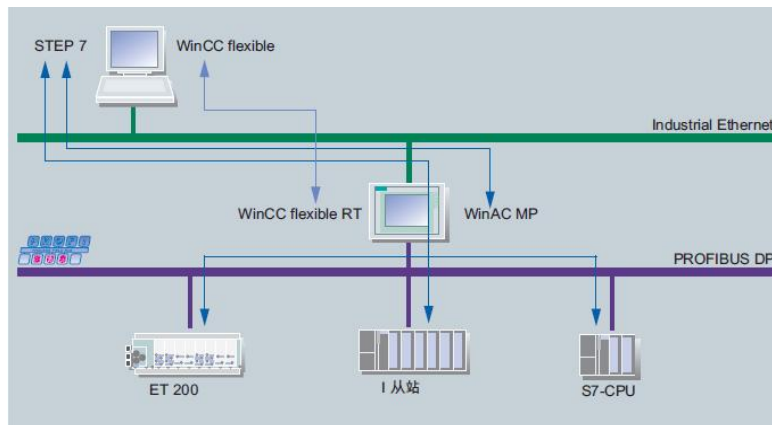 STEP 7
WinCC flexible
Industrial Ethernet
WinCC flexible RT
WinAC MP
PROFIBUS DP
ET 200
I 从站
S7-CPU